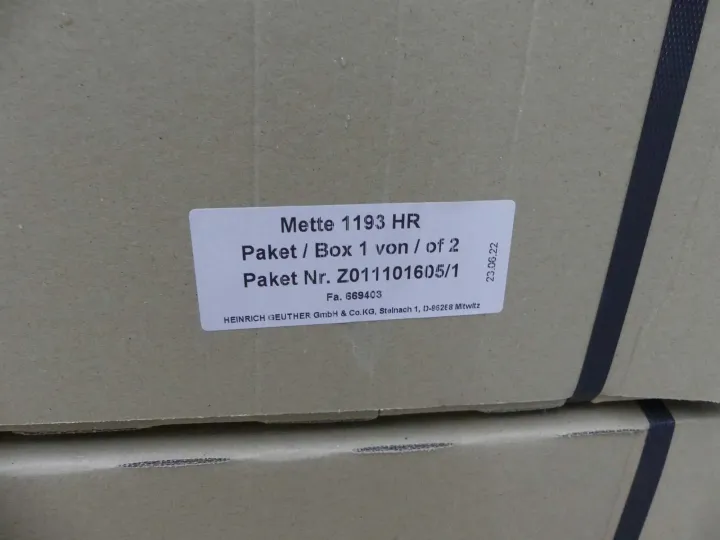 Mette 1193 HR
Paket / Box 1 von / of 2
Paket Nr. Z011101605/1
Fa. 669403
HEINRICH GEUTHER GmbH & Co.KG, Steinach 1, D-96268 Mitwitz
23.06.22